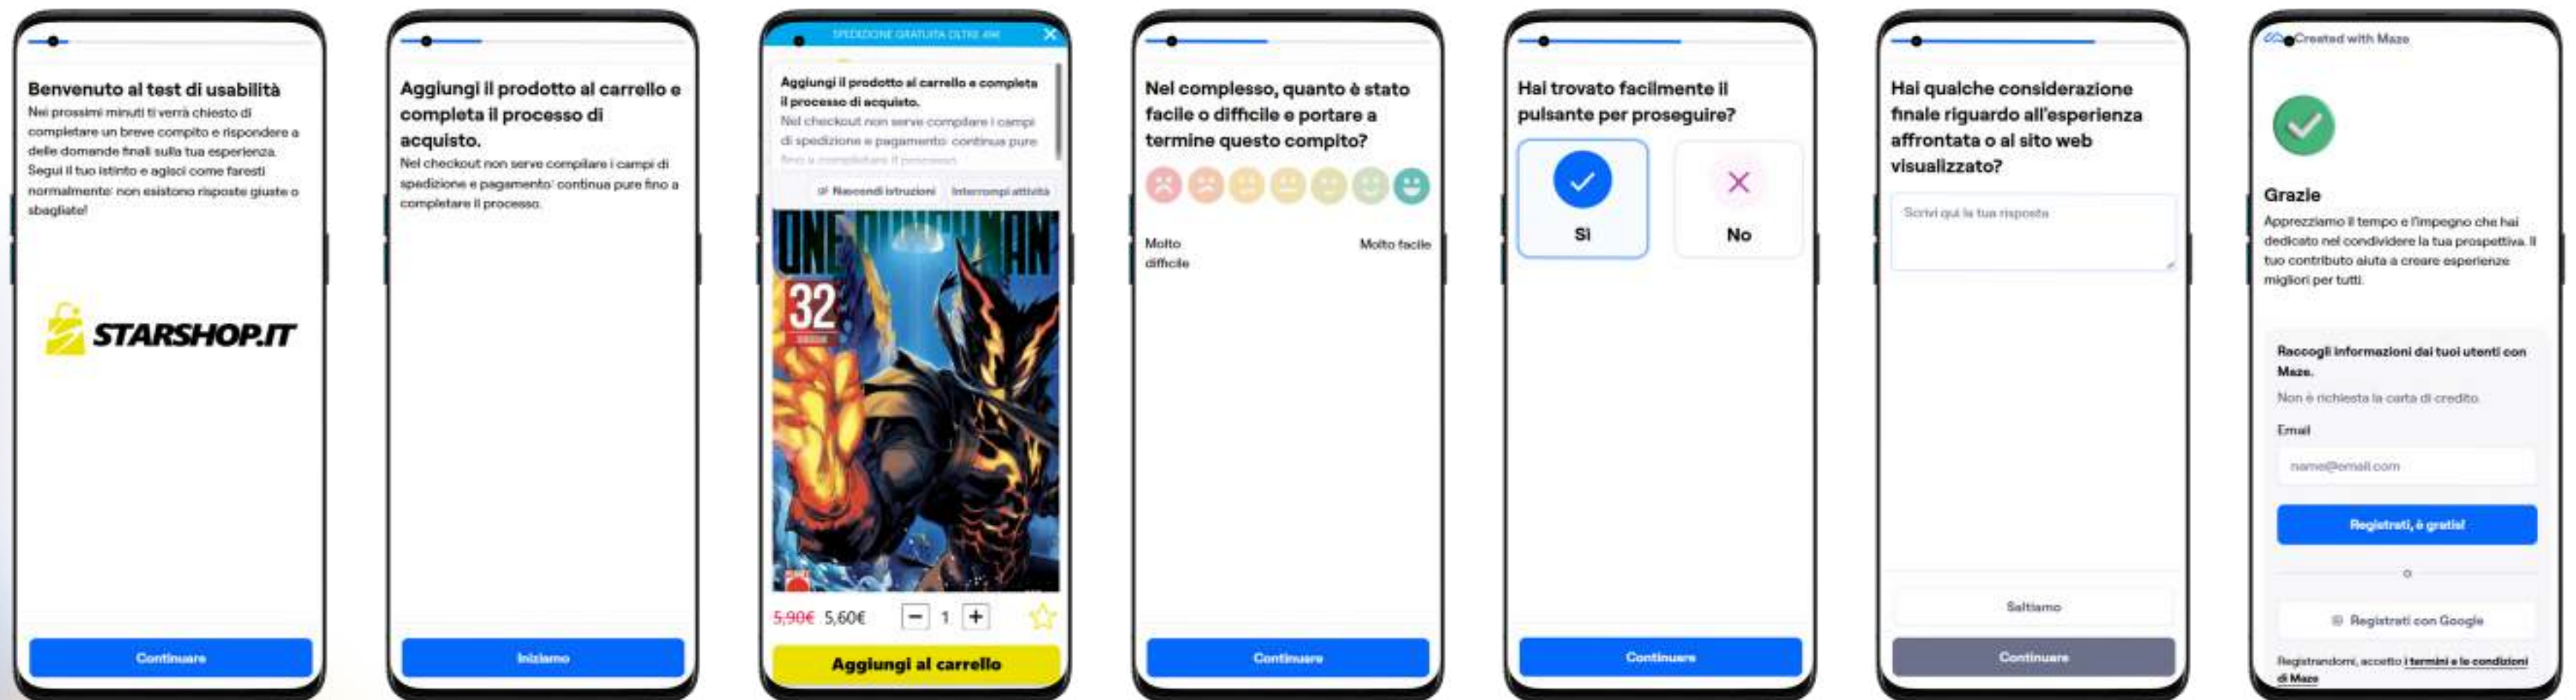 Benvenuto al test di usabilità
Nei prossimi minuti ti verrà chiesto di
completare un breve compito e rispondere a
delle domande finali sulla tua esperienza.
Segui il tuo istinto e agisci come faresti
normalmente: non esistono risposte giuste o
sbagliate!
STARSHOP.IT
Continuare
Aggiungi il prodotto al carrello e
completa il processo di
acquisto.
Nel checkout non serve compilare i campi di
spedizione e pagamento: continua pure fino a
completare il processo.
Iniziamo
SPEDIZIONE GRATUITA OLTRE 49€
Aggiungi il prodotto al carrello e completa
il processo di acquisto.
Nel checkout non serve compilare i campi
di spedizione e pagamento: continua pure
fino a completare il processo.
Nascondi istruzioni Interrompi attività
ONE MAN
32
5,90€ 5,60€ − 1 +
Aggiungi al carrello
Nel complesso, quanto è stato
facile o difficile e portare a
termine questo compito?
Molto
difficile
Molto facile
Continuare
Hai trovato facilmente il
pulsante per proseguire?
Sì
No
Continuare
Hai qualche considerazione
finale riguardo all'esperienza
affrontata o al sito web
visualizzato?
Scrivi qui la tua risposta
Saltiamo
Continuare
Created with Maze
Grazie
Apprezziamo il tempo e l'impegno che hai
dedicato nel condividere la tua prospettiva. Il
tuo contributo aiuta a creare esperienze
migliori per tutti.
Raccogli informazioni dai tuoi utenti con
Maze.
Non è richiesta la carta di credito.
Email
name@email.com
Registrati, è gratis!
o
Registrati con Google
Registrandomi, accetto i termini e le condizioni
di Maze